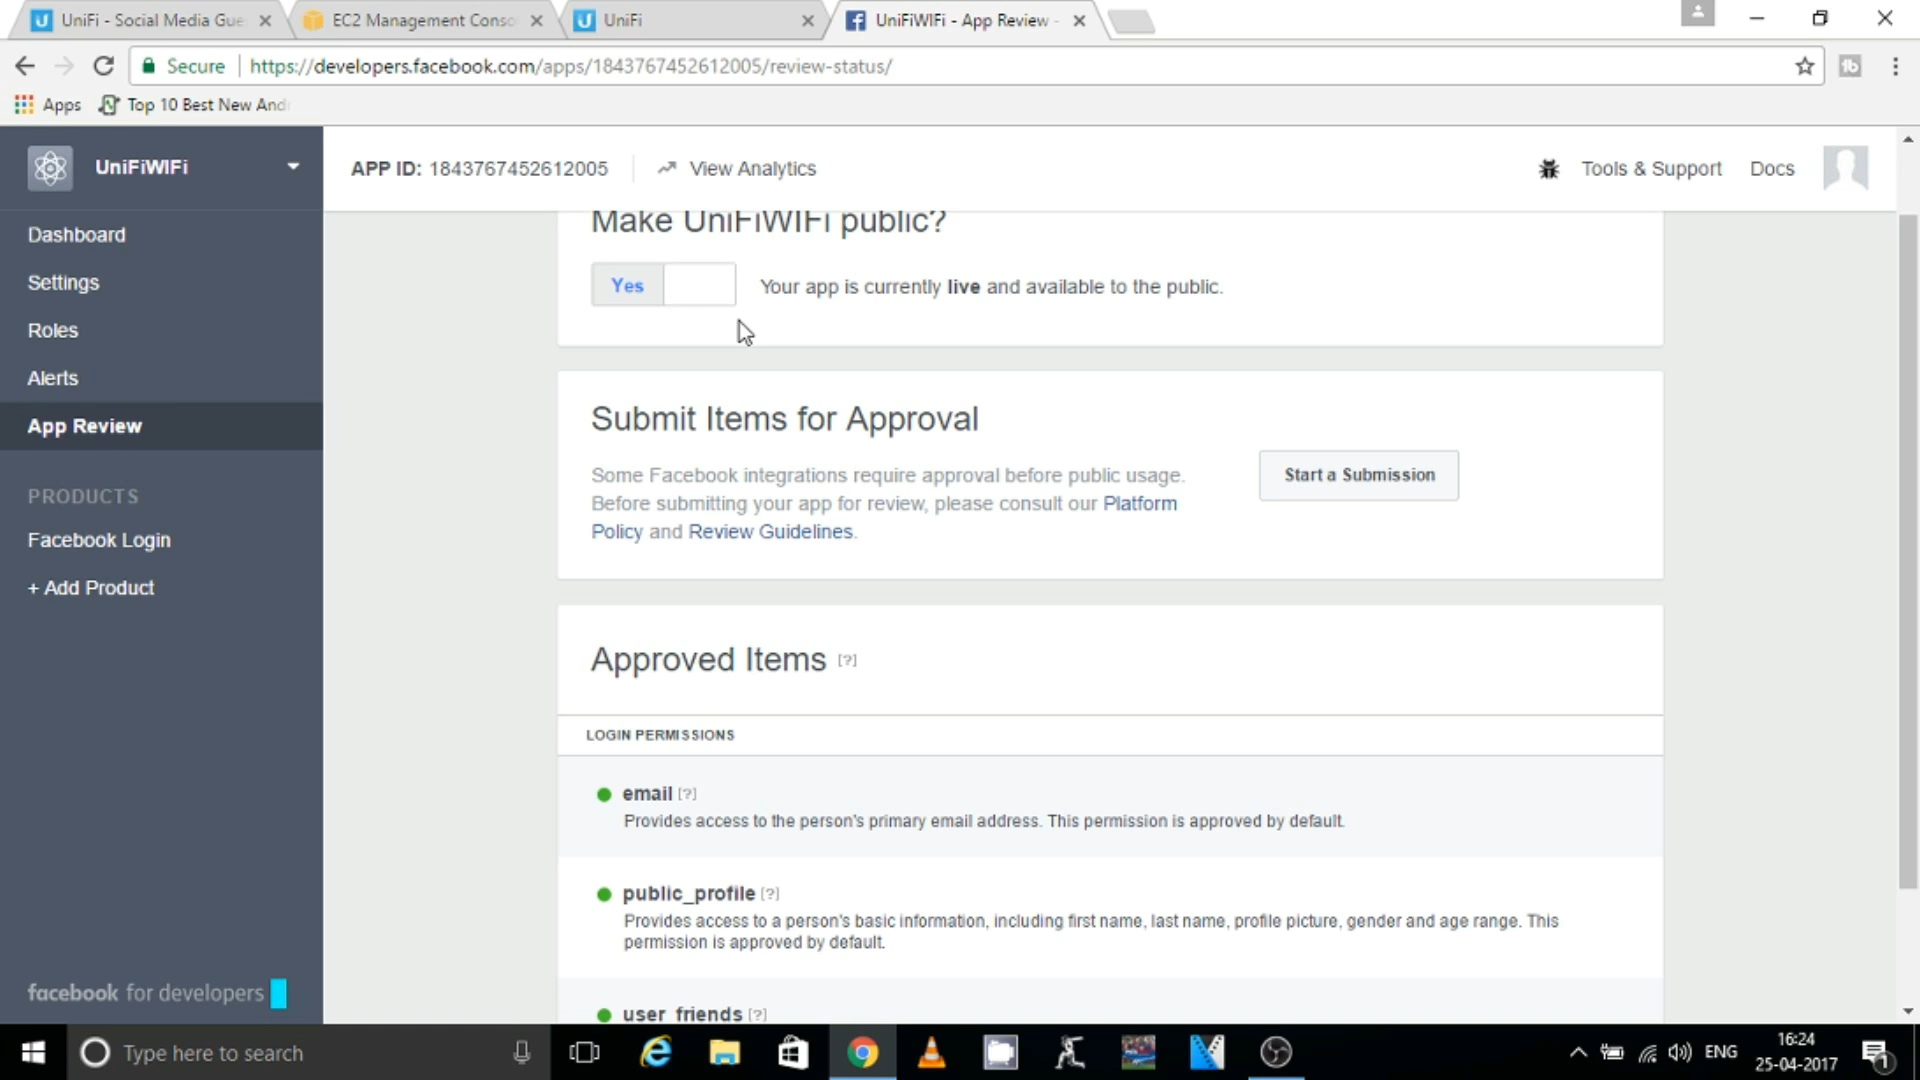 UniFi - Social Media Gue
EC2 Management Conso
UniFi
UniFiWIFi - App Review -
Secure
https://developers.facebook.com/apps/1843767452612005/review-status/
Apps
Top 10 Best New And
UniFiWIFi
APP ID: 1843767452612005
View Analytics
Tools & Support
Docs
Dashboard
Settings
Roles
Alerts
App Review
PRODUCTS
Facebook Login
+ Add Product
facebook for developers
Make UniFiWIFi public?
Yes
Your app is currently live and available to the public.
Submit Items for Approval
Some Facebook integrations require approval before public usage.
Before submitting your app for review, please consult our Platform
Policy and Review Guidelines.
Start a Submission
Approved Items [?]
LOGIN PERMISSIONS
email [?]
Provides access to the person's primary email address. This permission is approved by default.
public_profile [?]
Provides access to a person's basic information, including first name, last name, profile picture, gender and age range. This
permission is approved by default.
user_friends [?]
Type here to search
ENG
16:24
25-04-2017
1